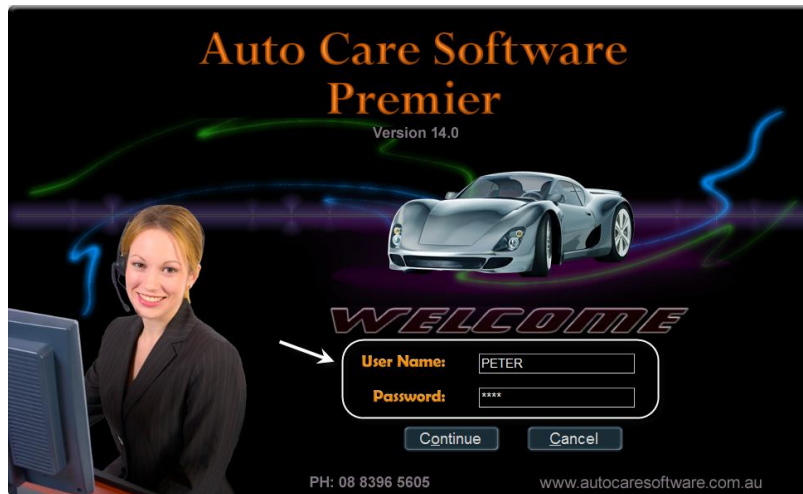 Auto Care Software
Premier
Version 14.0
WELCOME
User Name: PETER
Password: ****
Continue Cancel
PH: 08 8396 5605 www.autocaresoftware.com.au